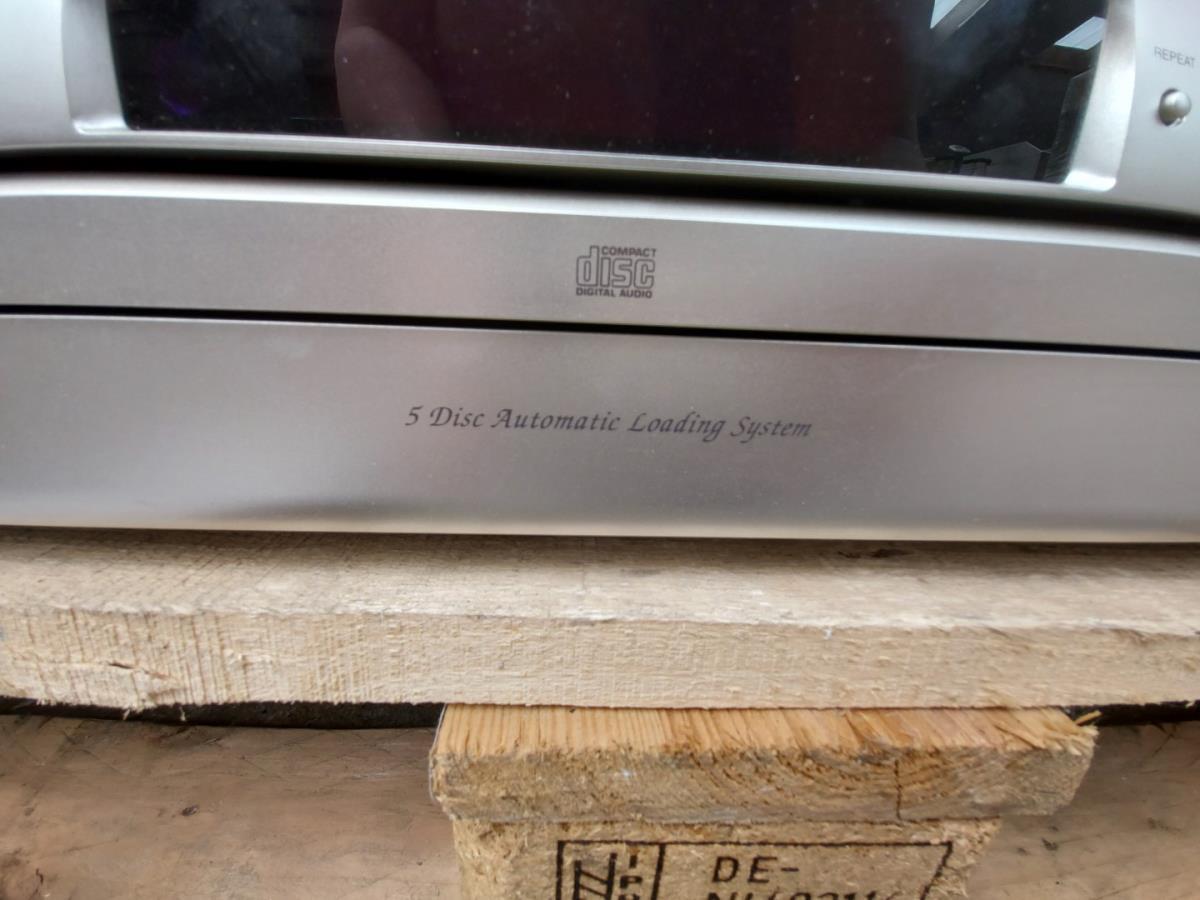 REPEAT
COMPACT
disc
DIGITAL AUDIO
5 Disc Automatic Loading System
DE-